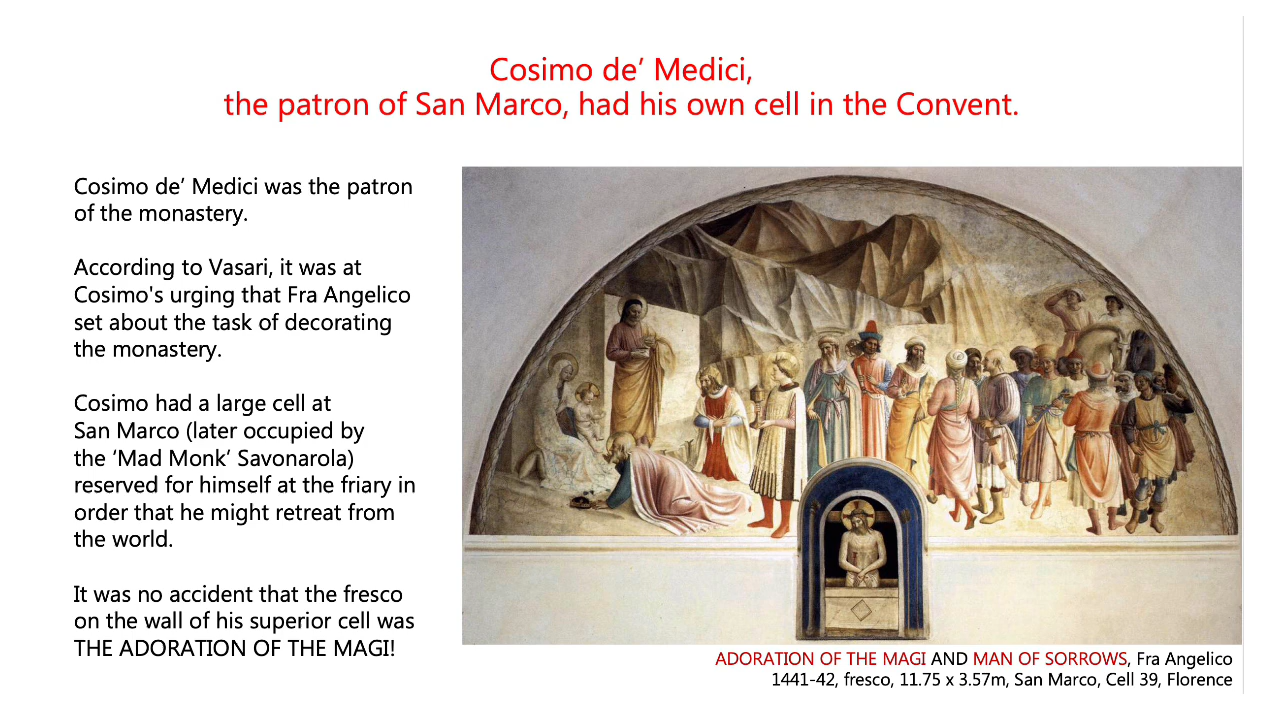 Cosimo de’ Medici,
the patron of San Marco, had his own cell in the Convent.
Cosimo de’ Medici was the patron
of the monastery.
According to Vasari, it was at
Cosimo's urging that Fra Angelico
set about the task of decorating
the monastery.
Cosimo had a large cell at
San Marco (later occupied by
the ‘Mad Monk’ Savonarola)
reserved for himself at the friary in
order that he might retreat from
the world.
It was no accident that the fresco
on the wall of his superior cell was
THE ADORATION OF THE MAGI!
ADORATION OF THE MAGI AND MAN OF SORROWS, Fra Angelico
1441-42, fresco, 11.75 x 3.57m, San Marco, Cell 39, Florence